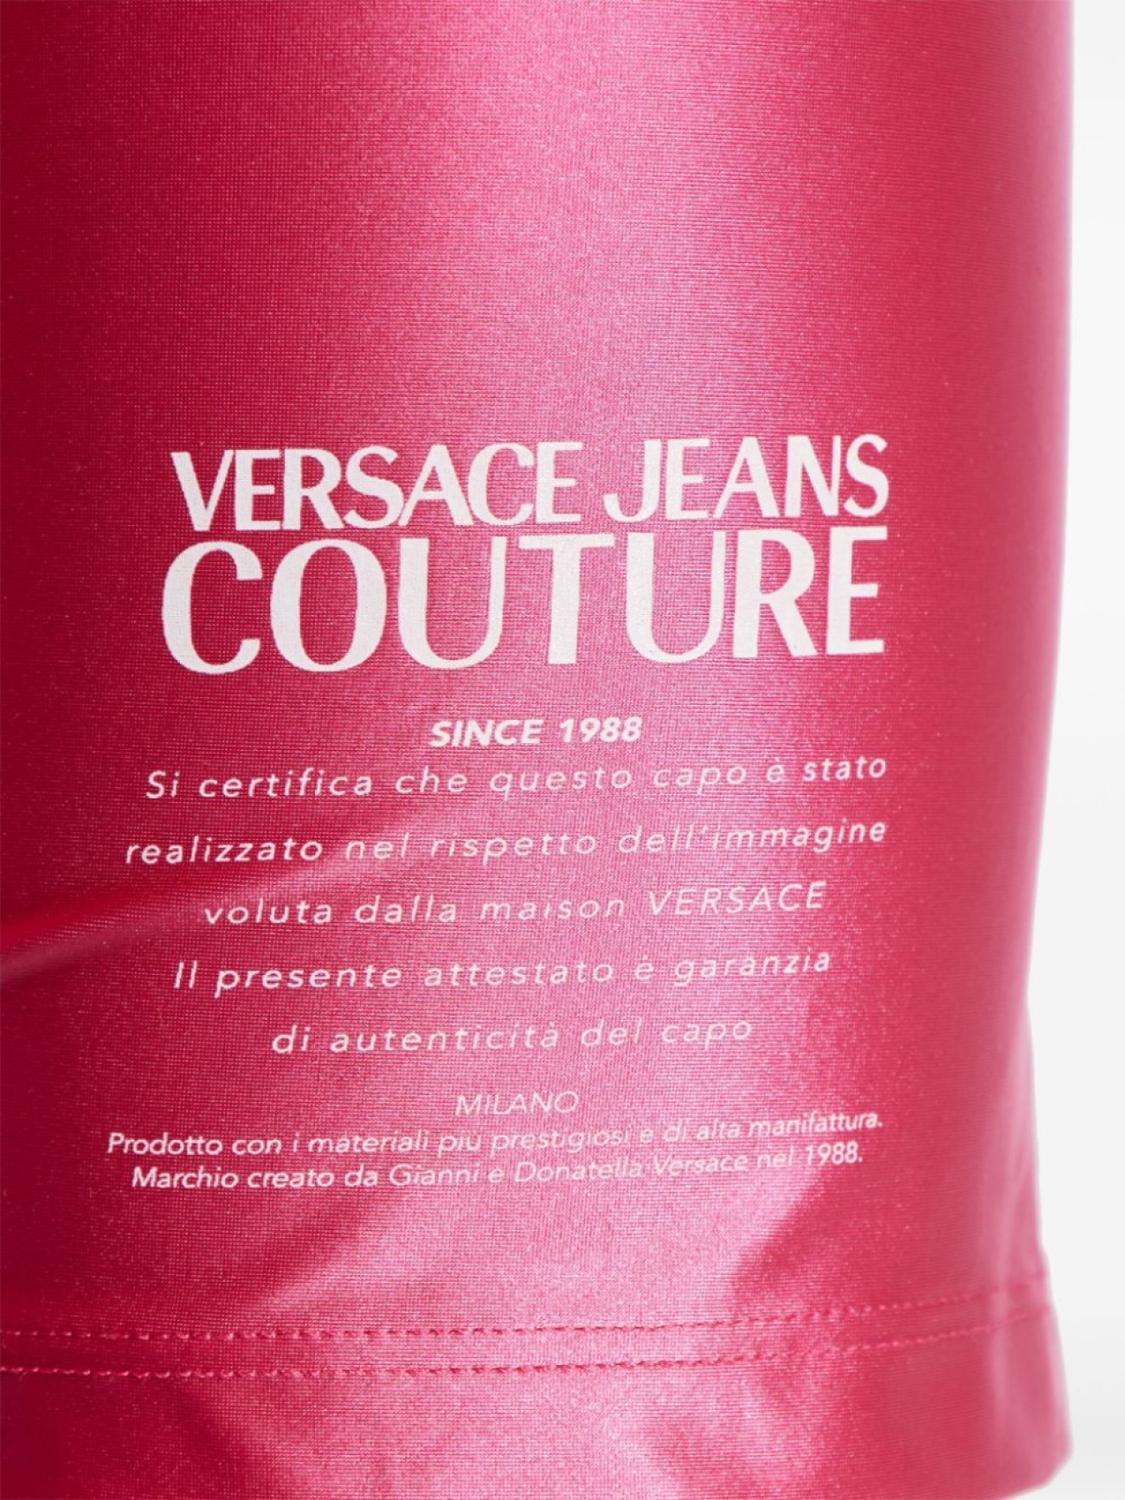 VERSACE JEANS
COUTURE
SINCE 1988
Si certifica che questo capo è stato
realizzato nel rispetto dell'immagine
voluta dalla maison VERSACE
Il presente attestato è garanzia
di autenticità del capo
MILANO
Prodotto con i materiali piu prestigiosi e di alta manifattura.
Marchio creato da Gianni e Donatella Versace nel 1988.